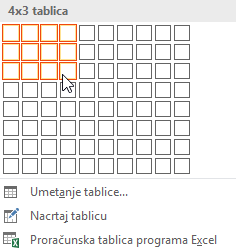 4x3 tablica
Umetanje tablice...
Nacrtaj tablicu
Proračunska tablica programa Excel